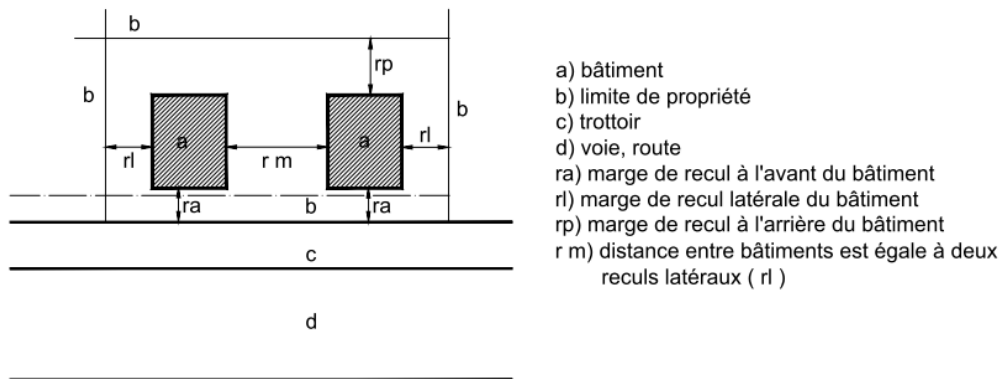 b
rp
b
b
a
a
rl
r m
rl
ra
b
ra
c
d
a) bâtiment
b) limite de propriété
c) trottoir
d) voie, route
ra) marge de recul à l'avant du bâtiment
rl) marge de recul latérale du bâtiment
rp) marge de recul à l'arrière du bâtiment
r m) distance entre bâtiments est égale à deux
reculs latéraux ( rl )